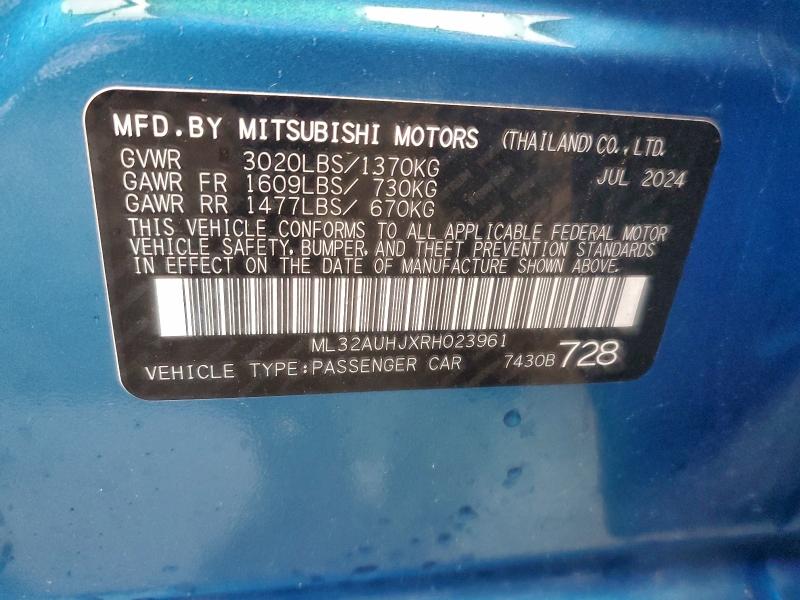 MFD.BY MITSUBISHI MOTORS (THAILAND) CO.,LTD.
GVWR 3020LBS/1370KG JUL 2024
GAWR FR 1609LBS/ 730KG
GAWR RR 1477LBS/ 670KG
THIS VEHICLE CONFORMS TO ALL APPLICABLE FEDERAL MOTOR
VEHICLE SAFETY, BUMPER, AND THEFT PREVENTION STANDARDS
IN EFFECT ON THE DATE OF MANUFACTURE SHOWN ABOVE.
ML32AUHJXRH023961
VEHICLE TYPE:PASSENGER CAR 7430B 728